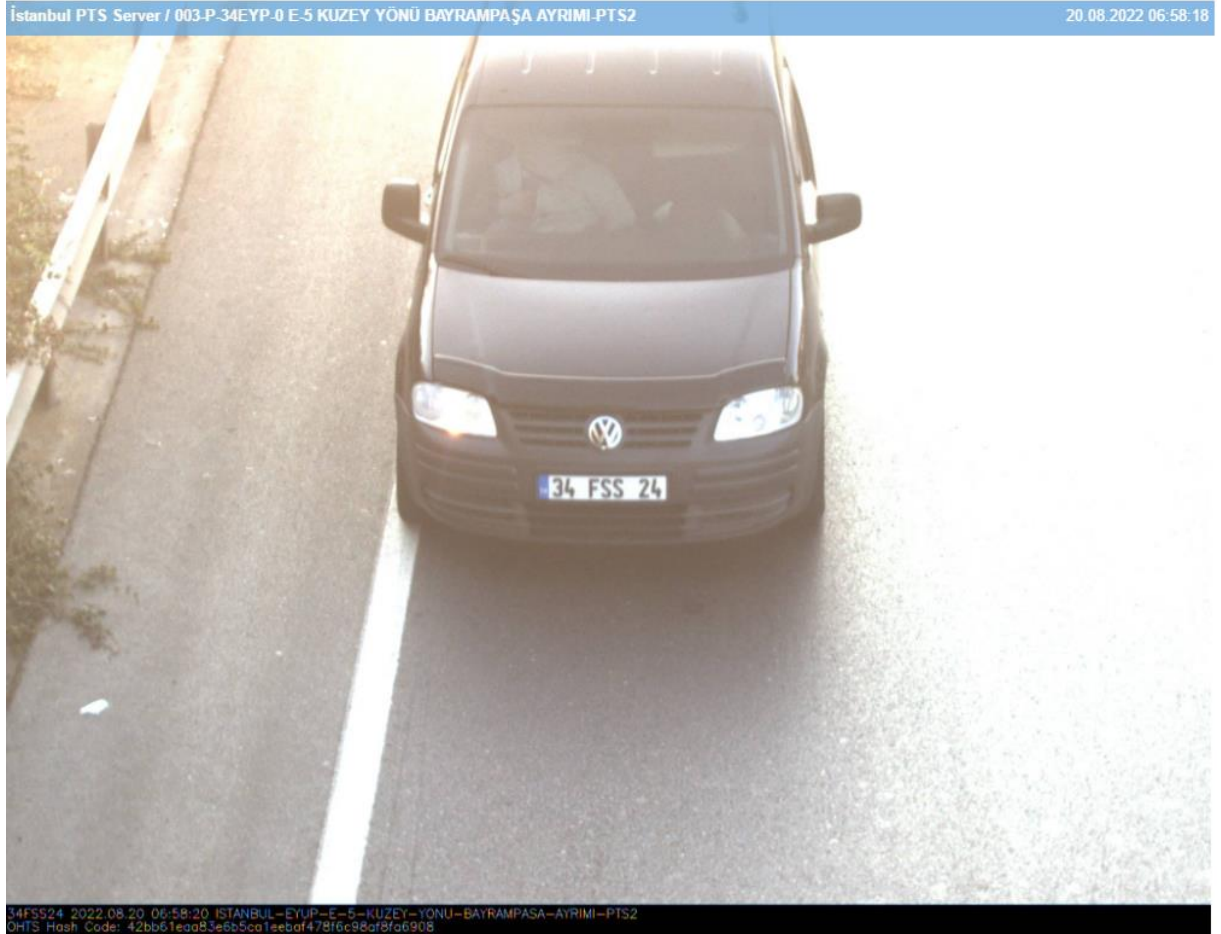 İstanbul PTS Server / 003-P-34EYP-0 E-5 KUZEY YÖNÜ BAYRAMPAŞA AYRIMI-PTS2 20.08.2022 06:58:18
34 FSS 24
34FSS24 2022.08.20 06:58:20 ISTANBUL-EYUP-E-5-KUZEY-YONU-BAYRAMPASA-AYRIMI-PTS2
OHTS Hash Code: 42bb61eaa83e6b5ca1eebaf478f6c98af8fa6908